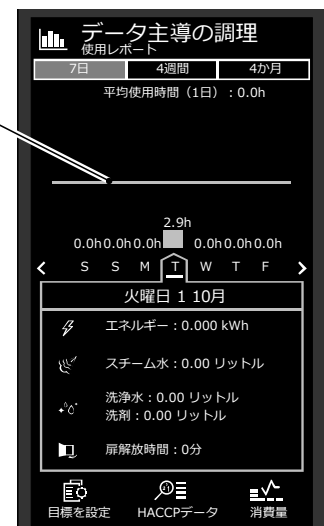 データ主導の調理
使用レポート
7日 4週間 4か月
平均使用時間（1日）：0.0h
2.9h
0.0h 0.0h 0.0h 0.0h 0.0h 0.0h
< S S M T W T F >
火曜日 1 10月
エネルギー：0.000 kWh
スチーム水：0.00 リットル
洗浄水：0.00 リットル
洗剤：0.00 リットル
扉解放時間：0分
目標を設定 HACCPデータ 消費量